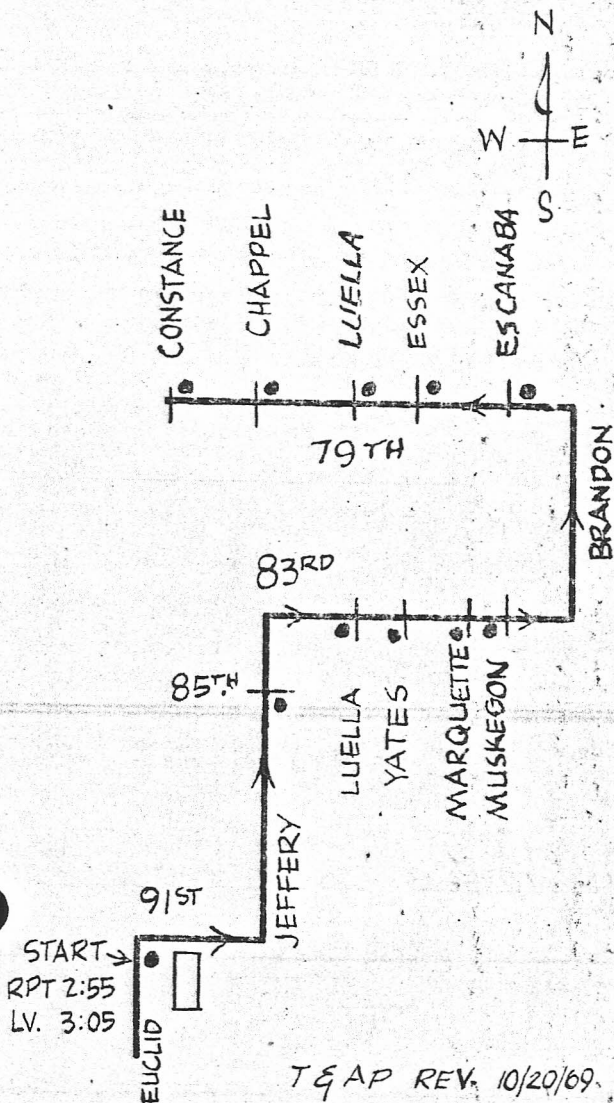 N
W E
S
CONSTANCE
CHAPPEL
LUELLA
ESSEX
ESCANABA
79TH
BRANDON
83RD
85TH
LUELLA
YATES
MARQUETTE
MUSKEGON
JEFFERY
91ST
START
RPT 2:55
LV. 3:05
EUCLID
T & AP REV. 10/20/69.